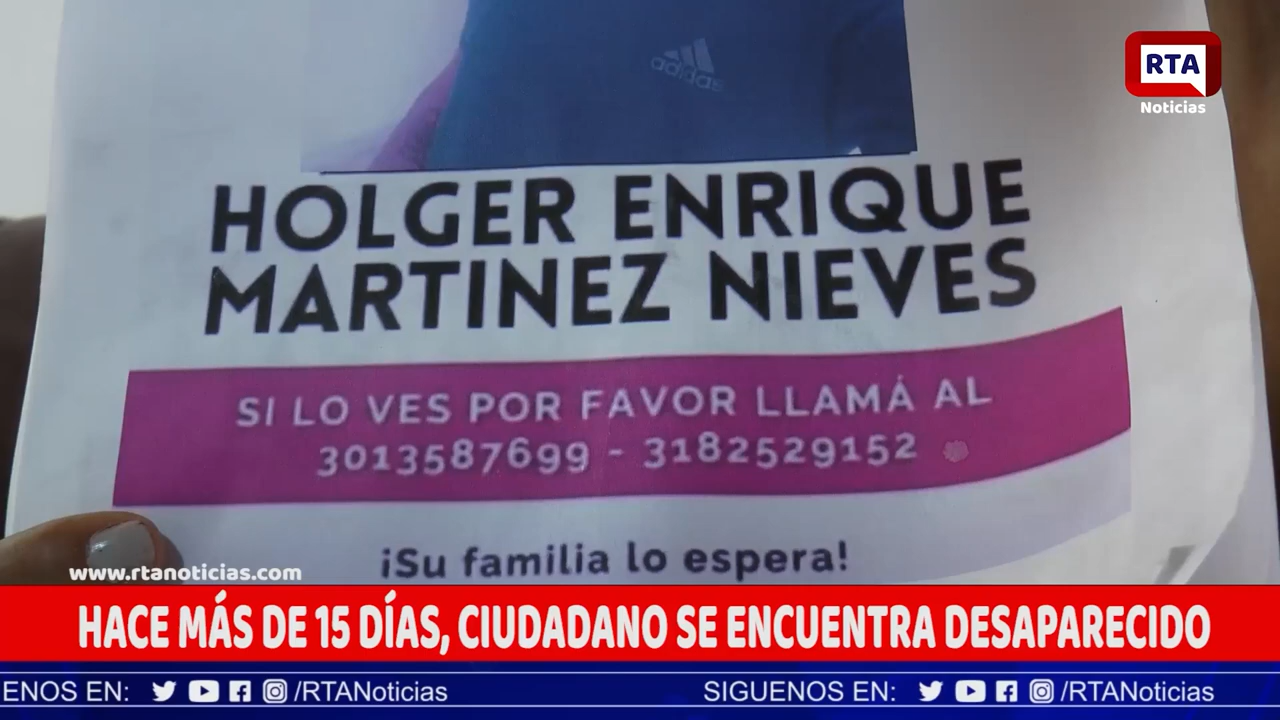 adidas
RTA
Noticias
HOLGER ENRIQUE
MARTINEZ NIEVES
SI LO VES POR FAVOR LLAMÁ AL
3013587699 - 3182529152
¡Su familia lo espera!
www.rtanoticias.com
HACE MÁS DE 15 DÍAS, CIUDADANO SE ENCUENTRA DESAPARECIDO
ENOS EN: /RTANoticias SIGUENOS EN: /RTANoticias